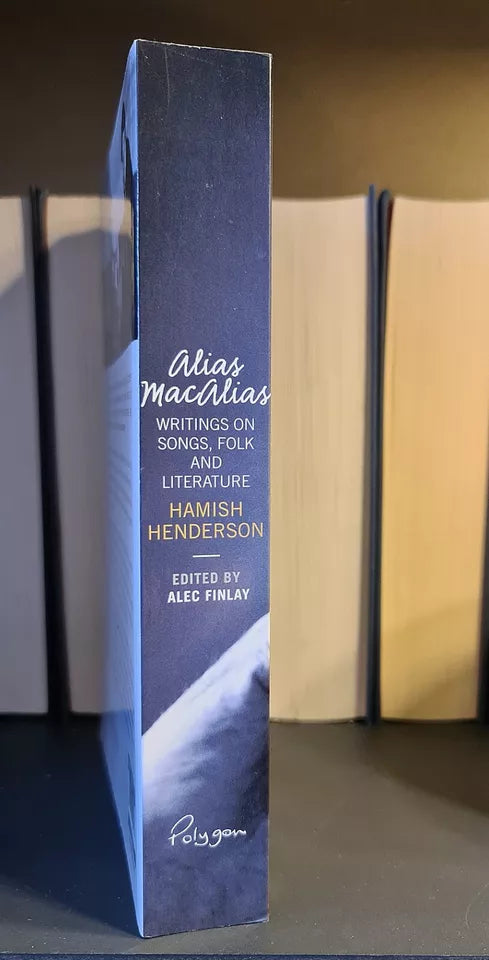 Alias
MacAlias
WRITINGS ON
SONGS, FOLK
AND
LITERATURE
HAMISH
HENDERSON
EDITED BY
ALEC FINLAY
Polygon